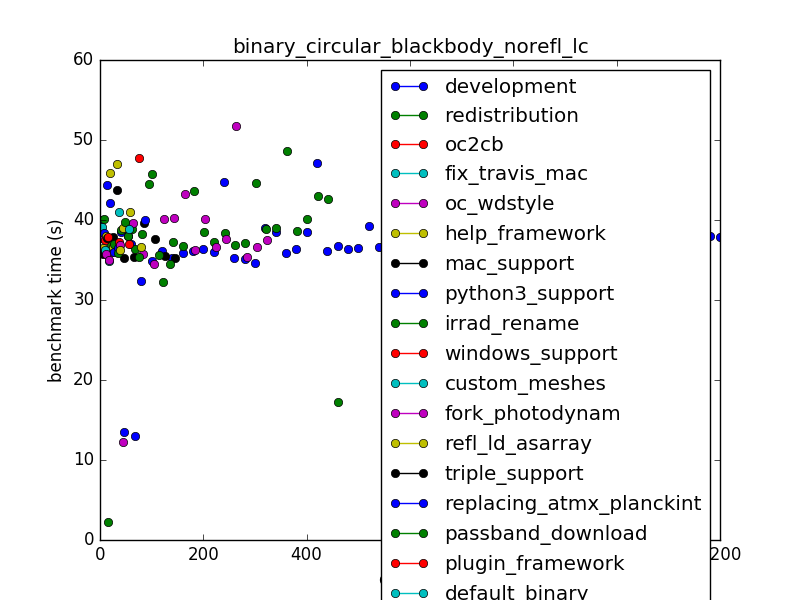 binary_circular_blackbody_norefl_lc
60
50
40
30
20
10
0
benchmark time (s)
0
200
400
200
development
redistribution
oc2cb
fix_travis_mac
oc_wdstyle
help_framework
mac_support
python3_support
irrad_rename
windows_support
custom_meshes
fork_photodynam
refl_ld_asarray
triple_support
replacing_atmx_planckint
passband_download
plugin_framework
default_binary